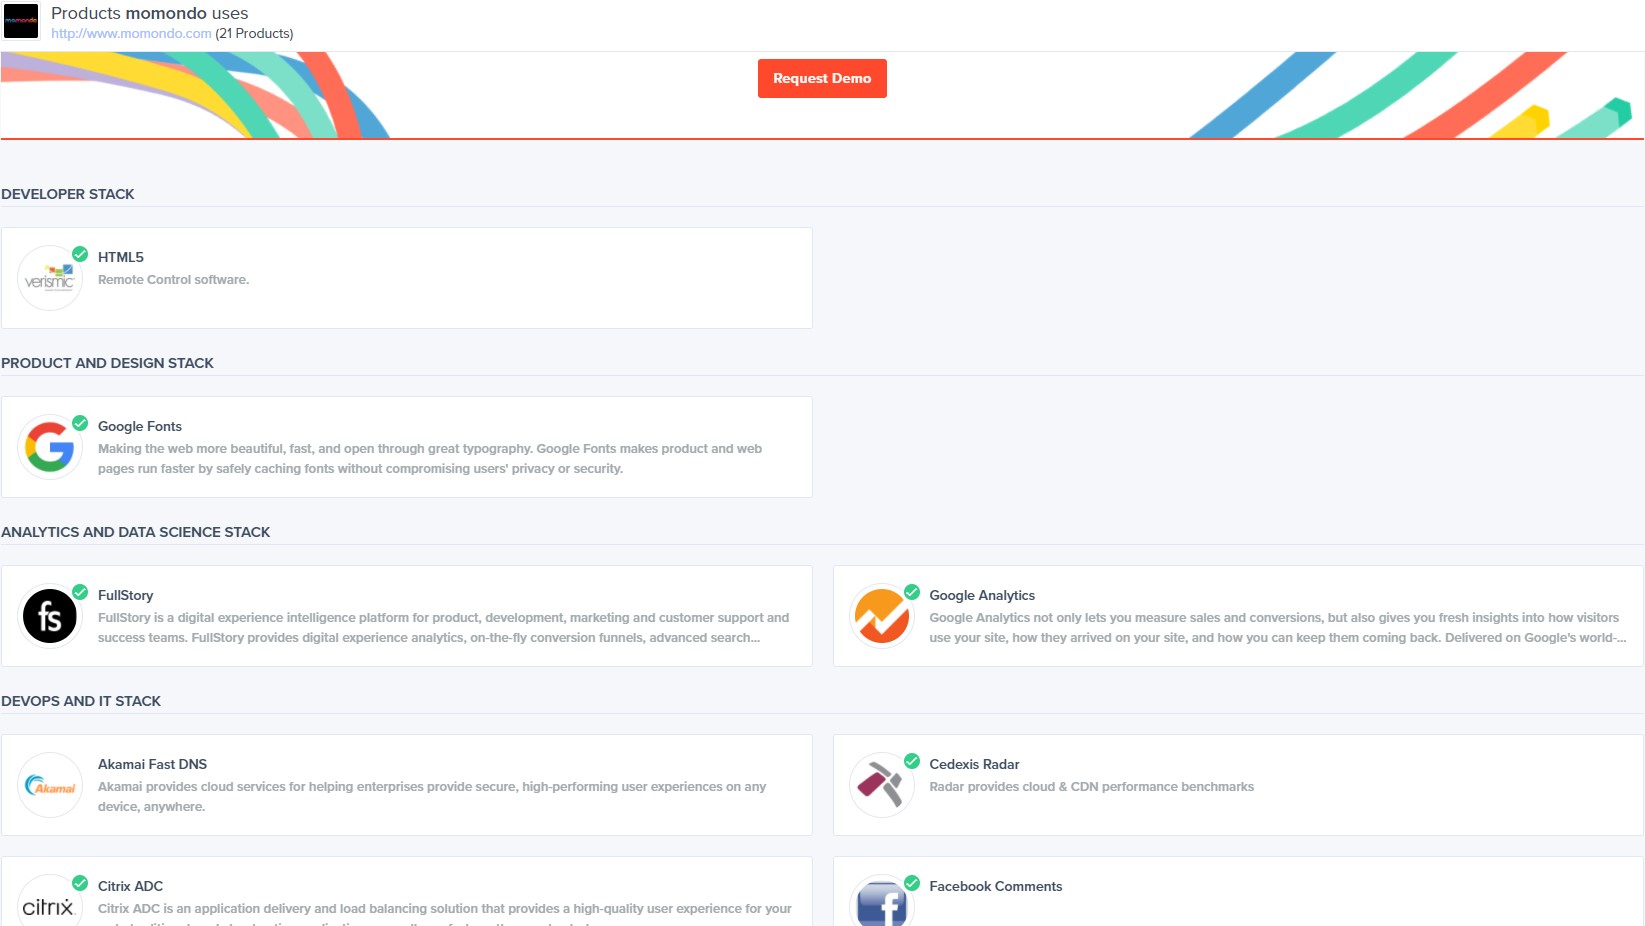 momondo
Products momondo uses
http://www.momondo.com (21 Products)
Request Demo
DEVELOPER STACK
verismic
HTML5
Remote Control software.
PRODUCT AND DESIGN STACK
Google Fonts
Making the web more beautiful, fast, and open through great typography. Google Fonts makes product and web
pages run faster by safely caching fonts without compromising users' privacy or security.
ANALYTICS AND DATA SCIENCE STACK
fs
FullStory
FullStory is a digital experience intelligence platform for product, development, marketing and customer support and
success teams. FullStory provides digital experience analytics, on-the-fly conversion funnels, advanced search...
Google Analytics
Google Analytics not only lets you measure sales and conversions, but also gives you fresh insights into how visitors
use your site, how they arrived on your site, and how you can keep them coming back. Delivered on Google's world-...
DEVOPS AND IT STACK
Akamai
Akamai Fast DNS
Akamai provides cloud services for helping enterprises provide secure, high-performing user experiences on any
device, anywhere.
Cedexis Radar
Radar provides cloud & CDN performance benchmarks
citrix
Citrix ADC
Citrix ADC is an application delivery and load balancing solution that provides a high-quality user experience for your
f
Facebook Comments